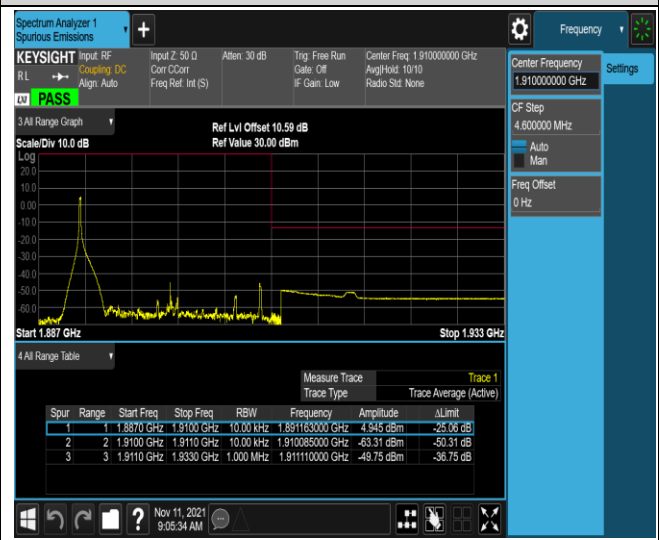 Spectrum Analyzer 1
Spurious Emissions
Frequency
KEYSIGHT
R L
Input: RF
Coupling: DC
Align: Auto
Input Z: 50 Ω
Corr CCorr
Freq Ref: Int (S)
Atten: 30 dB
Trig: Free Run
Gate: Off
IF Gain: Low
Center Freq: 1.910000000 GHz
Avg|Hold: 10/10
Radio Std: None
LXI PASS
Center Frequency
1.910000000 GHz
Settings
CF Step
4.600000 MHz
Auto
Man
Freq Offset
0 Hz
3 All Range Graph
Scale/Div 10.0 dB
Ref Lvl Offset 10.59 dB
Ref Value 30.00 dBm
Log
20.0
10.0
0.00
-10.0
-20.0
-30.0
-40.0
-50.0
-60.0
Start 1.887 GHz
Stop 1.933 GHz
4 All Range Table
Measure Trace Trace 1
Trace Type Trace Average (Active)
Spur Range Start Freq Stop Freq RBW Frequency Amplitude ΔLimit
1 1 1.8870 GHz 1.9100 GHz 10.00 kHz 1.891163000 GHz 4.945 dBm -25.06 dB
2 2 1.9100 GHz 1.9110 GHz 10.00 kHz 1.910085000 GHz -63.31 dBm -50.31 dB
3 3 1.9110 GHz 1.9330 GHz 1.000 MHz 1.911110000 GHz -49.75 dBm -36.75 dB
Nov 11, 2021
9:05:34 AM